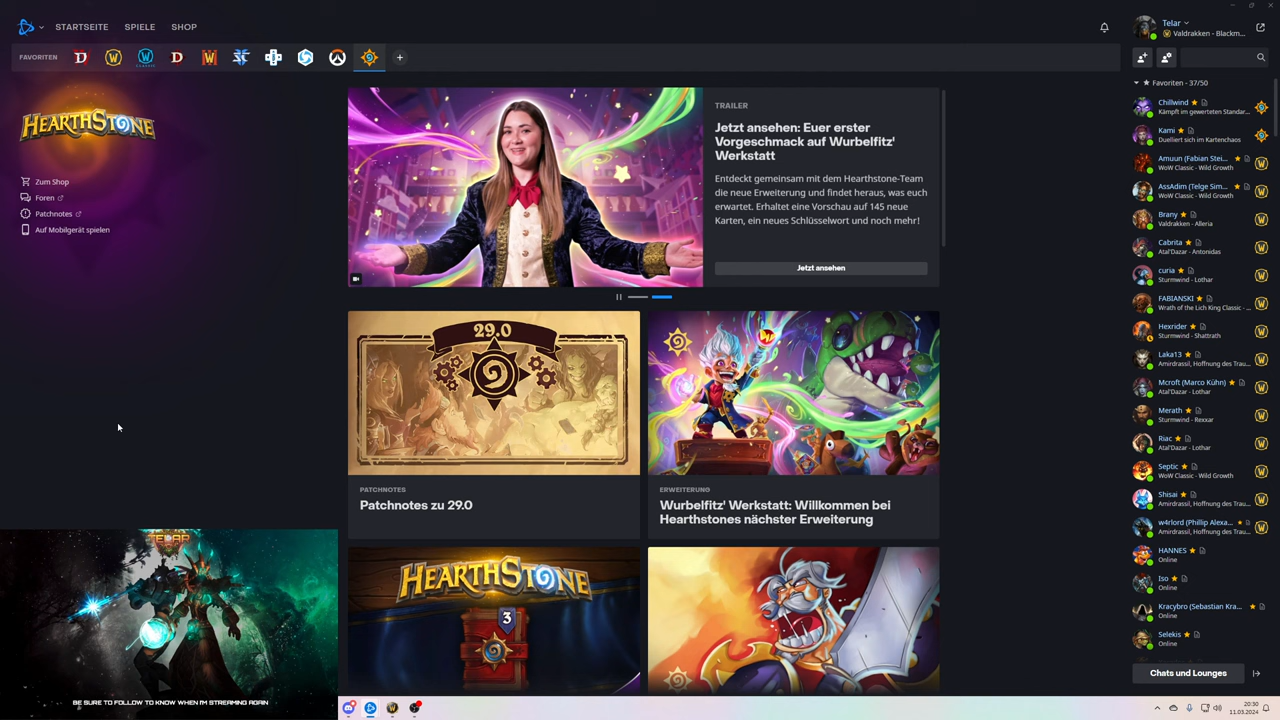 STARTSEITE
SPIELE
SHOP
Telar
Valdrakken - Blackm...
FAVORITEN
CLASSIC
HEARTHSTONE
Zum Shop
Foren
Patchnotes
Auf Mobilgerät spielen
TRAILER
Jetzt ansehen: Euer erster
Vorgeschmack auf Wurbelfitz'
Werkstatt
Entdeckt gemeinsam mit dem Hearthstone-Team
die neue Erweiterung und findet heraus, was euch
erwartet. Erhaltet eine Vorschau auf 145 neue
Karten, ein neues Schlüsselwort und noch mehr!
Jetzt ansehen
29.0
PATCHNOTES
Patchnotes zu 29.0
ERWEITERUNG
Wurbelfitz' Werkstatt: Willkommen bei
Hearthstones nächster Erweiterung
HEARTHSTONE
3
Favoriten - 37/50
Chillwind
Kämpft im gewerteten Standar...
Kami
Duelliert sich im Kartenchaos
Amuun (Fabian Stei...
WoW Classic - Wild Growth
AssAdim (Telge Sim...
WoW Classic - Wild Growth
Brany
Valdrakken - Alleria
Cabrita
Atal'Dazar - Antonidas
curia
Sturmwind - Lothar
FABIANSKI
Wrath of the Lich King Classic - ...
Hexrider
Sturmwind - Shattrath
Laka13
Amirdrassil, Hoffnung des Trau...
Mcroft (Marco Kühn)
Atal'Dazar - Lothar
Merath
Sturmwind - Rexxar
Riac
Atal'Dazar - Lothar
Septic
WoW Classic - Wild Growth
Shisai
Amirdrassil, Hoffnung des Trau...
w4rlord (Phillip Alexa...
Amirdrassil, Hoffnung des Trau...
HANNES
Online
Iso
Online
Kracybro (Sebastian Kra...
Online
Selekis
Online
Chats und Lounges
TELAR
BE SURE TO FOLLOW TO KNOW WHEN I'M STREAMING AGAIN
20:30
11.03.2024